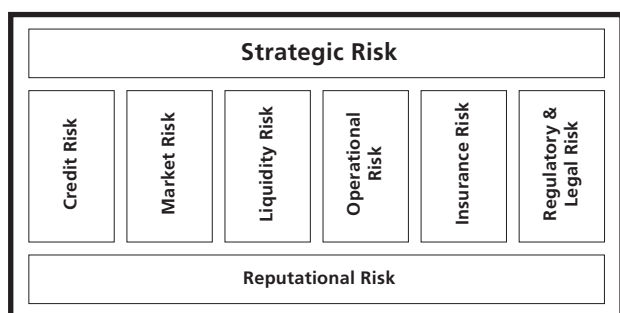 Strategic Risk
Credit Risk
Market Risk
Liquidity Risk
Operational
Risk
Insurance Risk
Regulatory &
Legal Risk
Reputational Risk